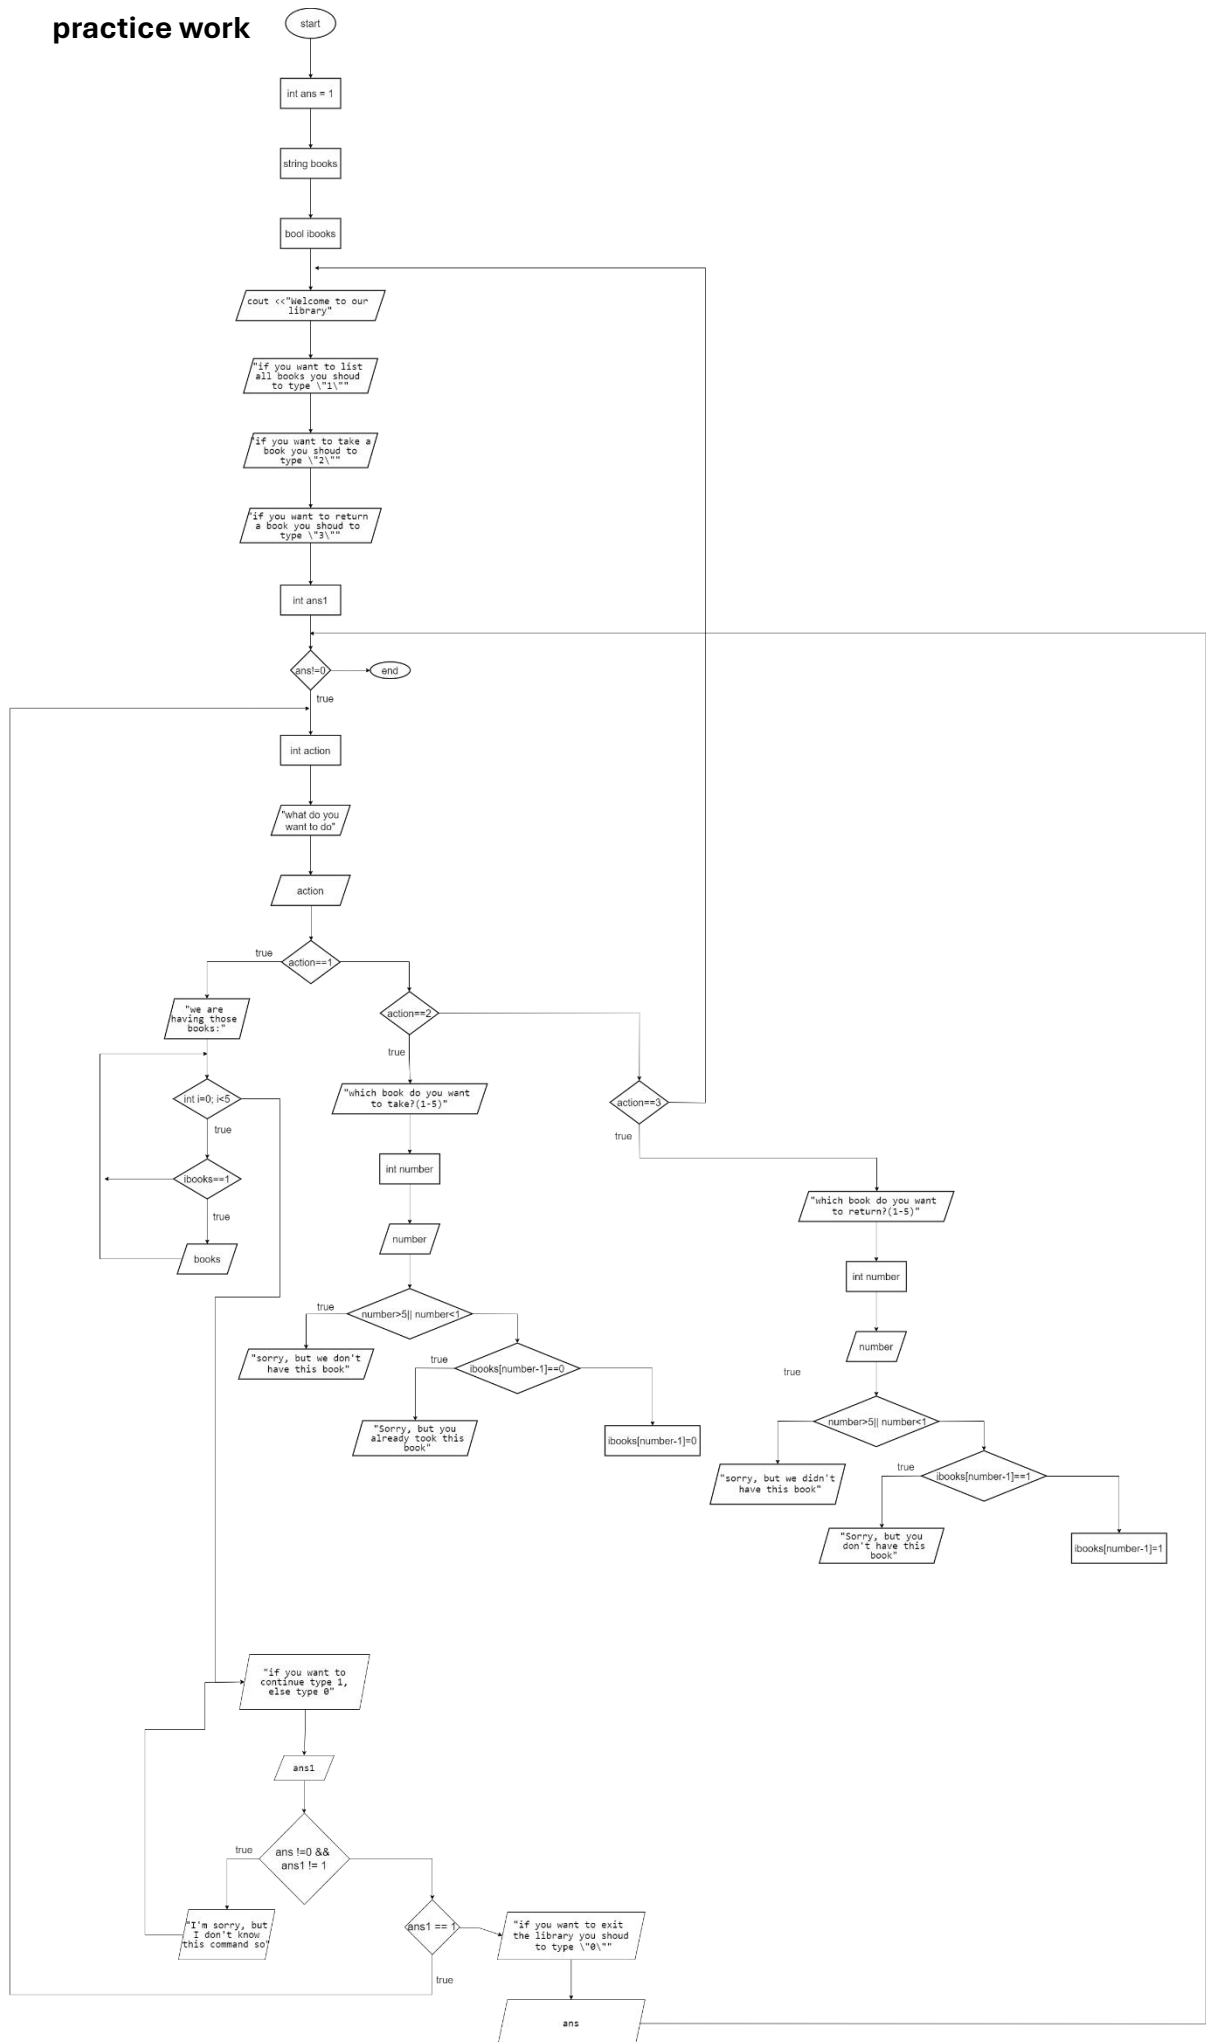 practice work
start
int ans = 1
string books
bool ibooks
cout <<"Welcome to our
library"
"if you want to list
all books you shoud
to type \"1\""
"if you want to take a
book you shoud to
type \"2\""
"if you want to return
a book you shoud to
type \"3\""
int ans1
ans!=0
end
true
int action
"what do you
want to do"
action
true
action==1
"we are
having those
books:"
int i=0; i<5
true
ibooks==1
true
books
action==2
true
"which book do you want
to take?(1-5)"
int number
number
true
number>5|| number<1
"sorry, but we don't
have this book"
true
ibooks[number-1]==0
"Sorry, but you
already took this
book"
ibooks[number-1]=0
action==3
true
"which book do you want
to return?(1-5)"
int number
number
true
number>5|| number<1
"sorry, but we didn't
have this book"
true
ibooks[number-1]==1
"Sorry, but you
don't have this
book"
ibooks[number-1]=1
"if you want to
continue type 1,
else type 0"
ans1
true
ans !=0 &&
ans1 != 1
"I'm sorry, but
I don't know
this command so"
ans1 == 1
true
"if you want to exit
the library you shoud
to type \"0\""
ans